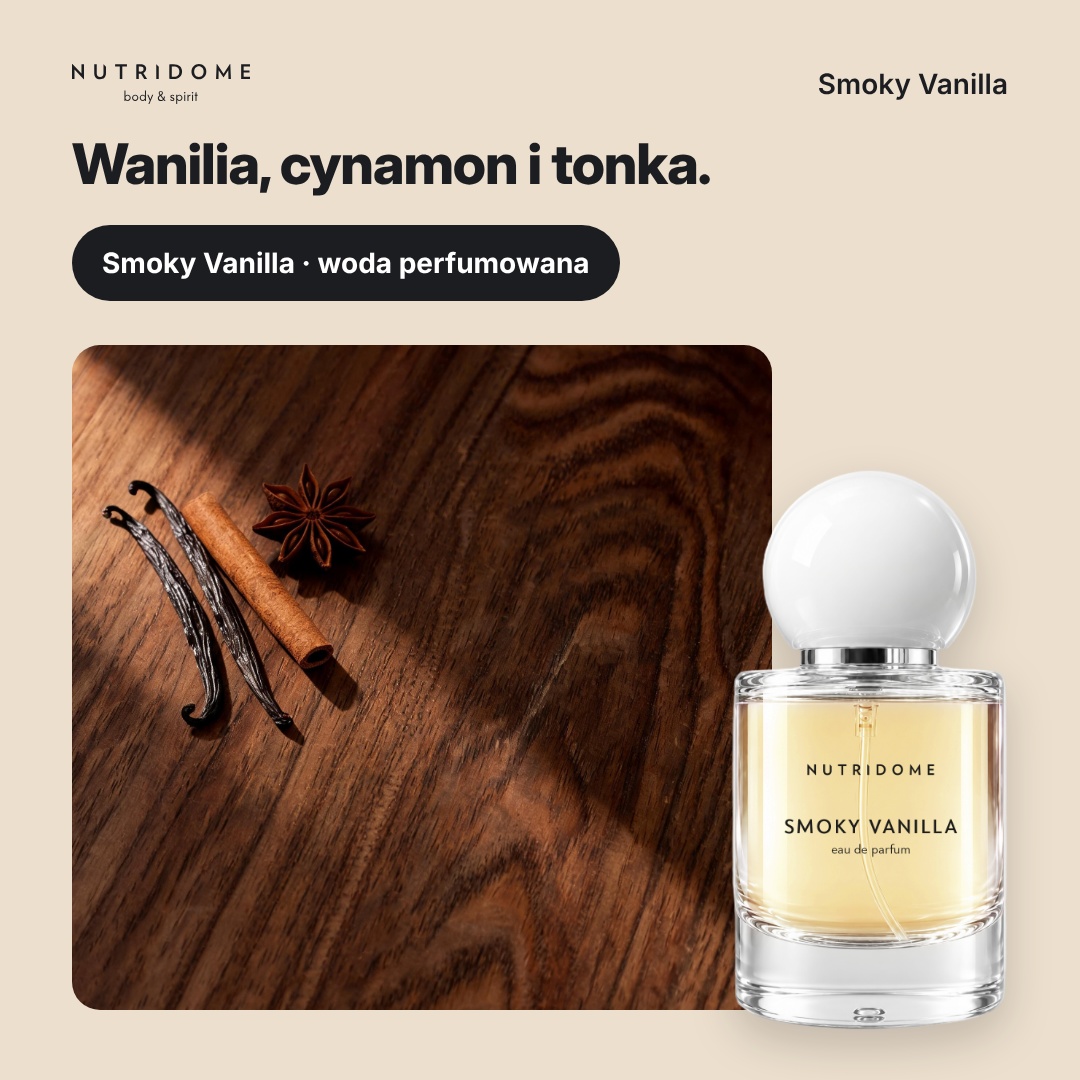 NUTRIDOME
body & spirit
Smoky Vanilla
Wanilia, cynamon i tonka.
Smoky Vanilla · woda perfumowana
NUTRIDOME
SMOKY VANILLA
eau de parfum